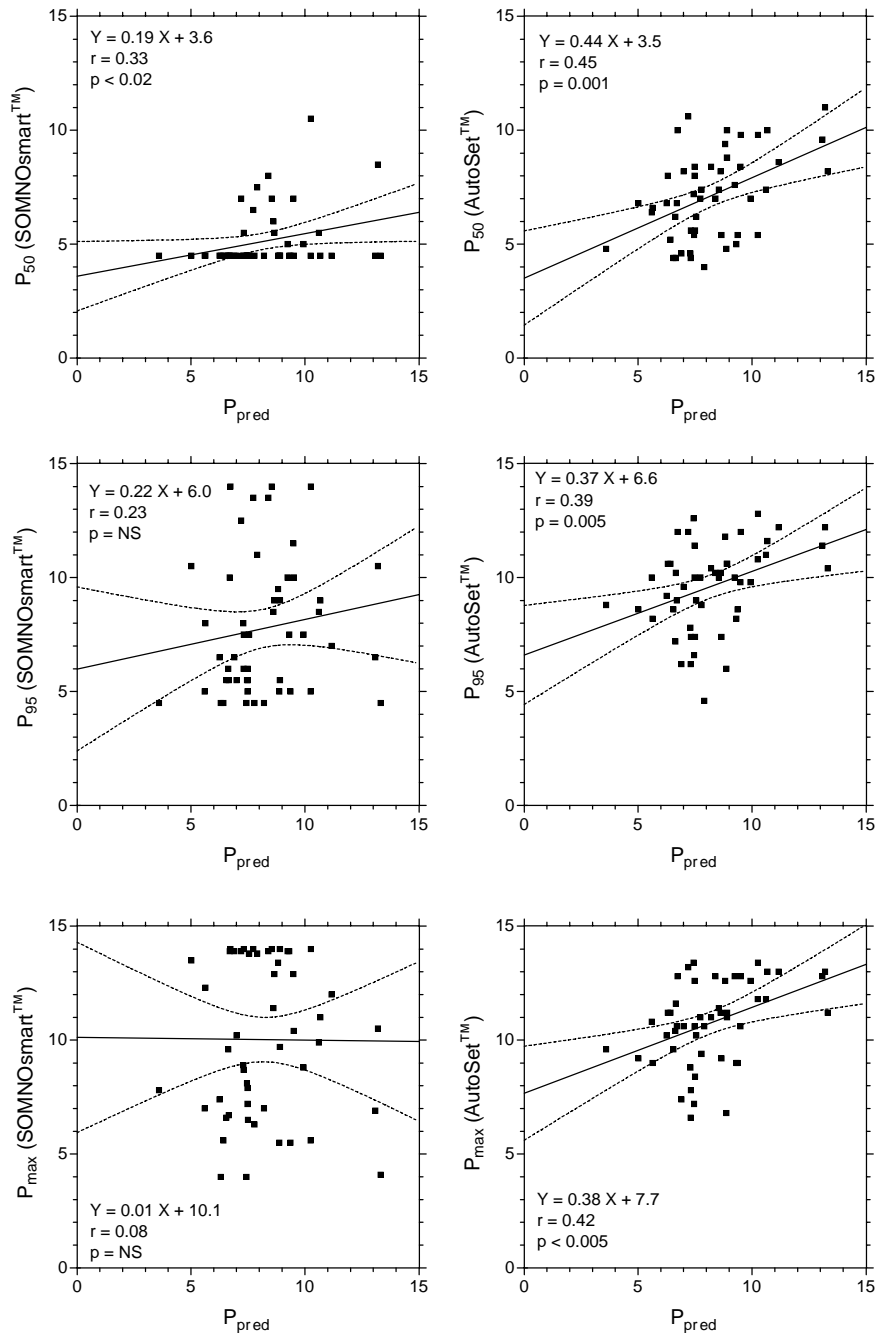 Y = 0.19 X + 3.6
r = 0.33
p < 0.02
15
10
5
0
P50 (SOMNOsmart™)
0 5 10 15
Ppred
Y = 0.44 X + 3.5
r = 0.45
p = 0.001
15
10
5
0
P50 (AutoSet™)
0 5 10 15
Ppred
Y = 0.22 X + 6.0
r = 0.23
p = NS
15
10
5
0
P95 (SOMNOsmart™)
0 5 10 15
Ppred
Y = 0.37 X + 6.6
r = 0.39
p = 0.005
15
10
5
0
P95 (AutoSet™)
0 5 10 15
Ppred
15
10
5
0
Pmax (SOMNOsmart™)
Y = 0.01 X + 10.1
r = 0.08
p = NS
0 5 10 15
Ppred
15
10
5
0
Pmax (AutoSet™)
Y = 0.38 X + 7.7
r = 0.42
p < 0.005
0 5 10 15
Ppred